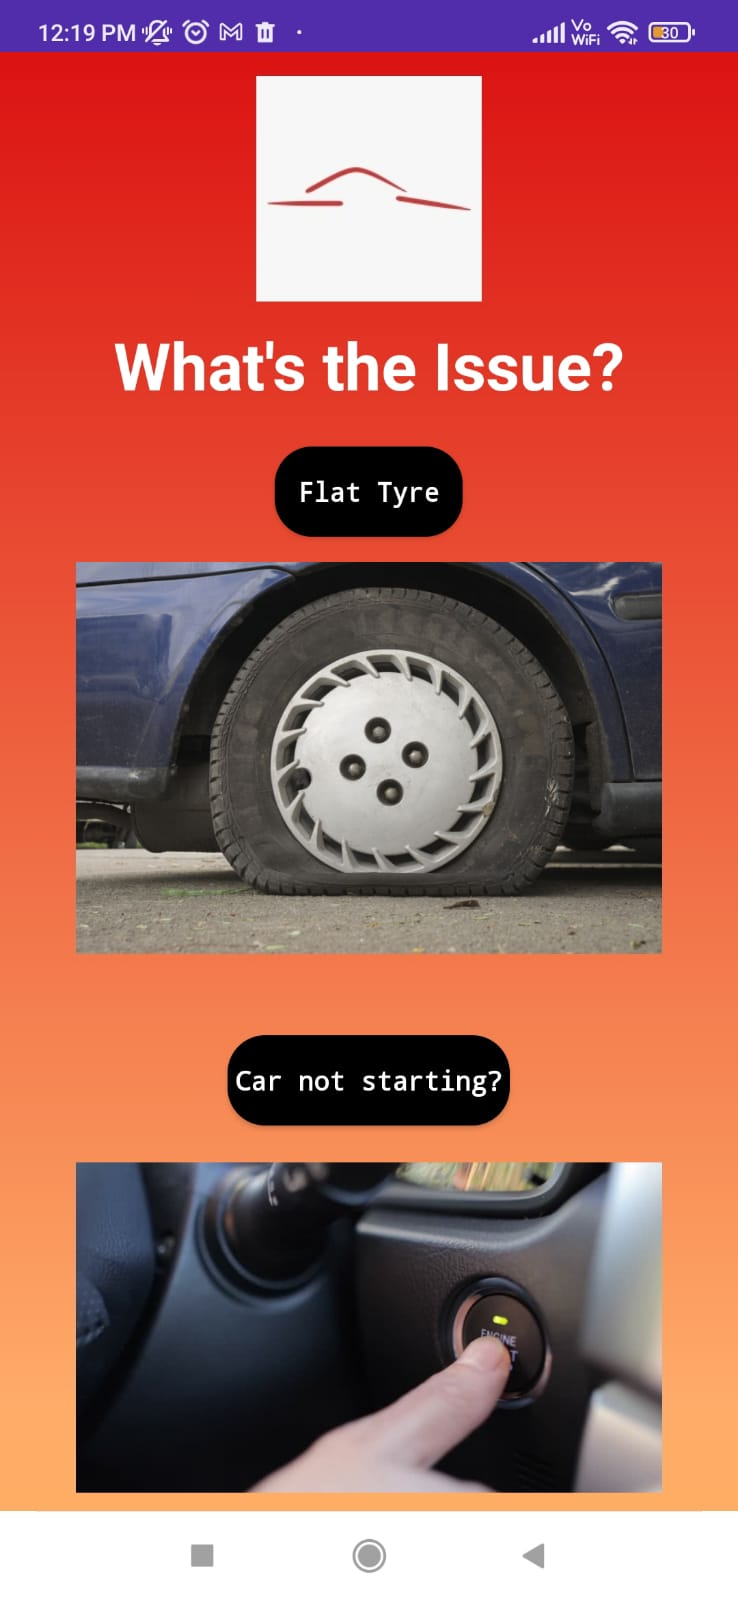 12:19 PM
Vo
WiFi
30
What's the Issue?
Flat Tyre
Car not starting?
ENGINE